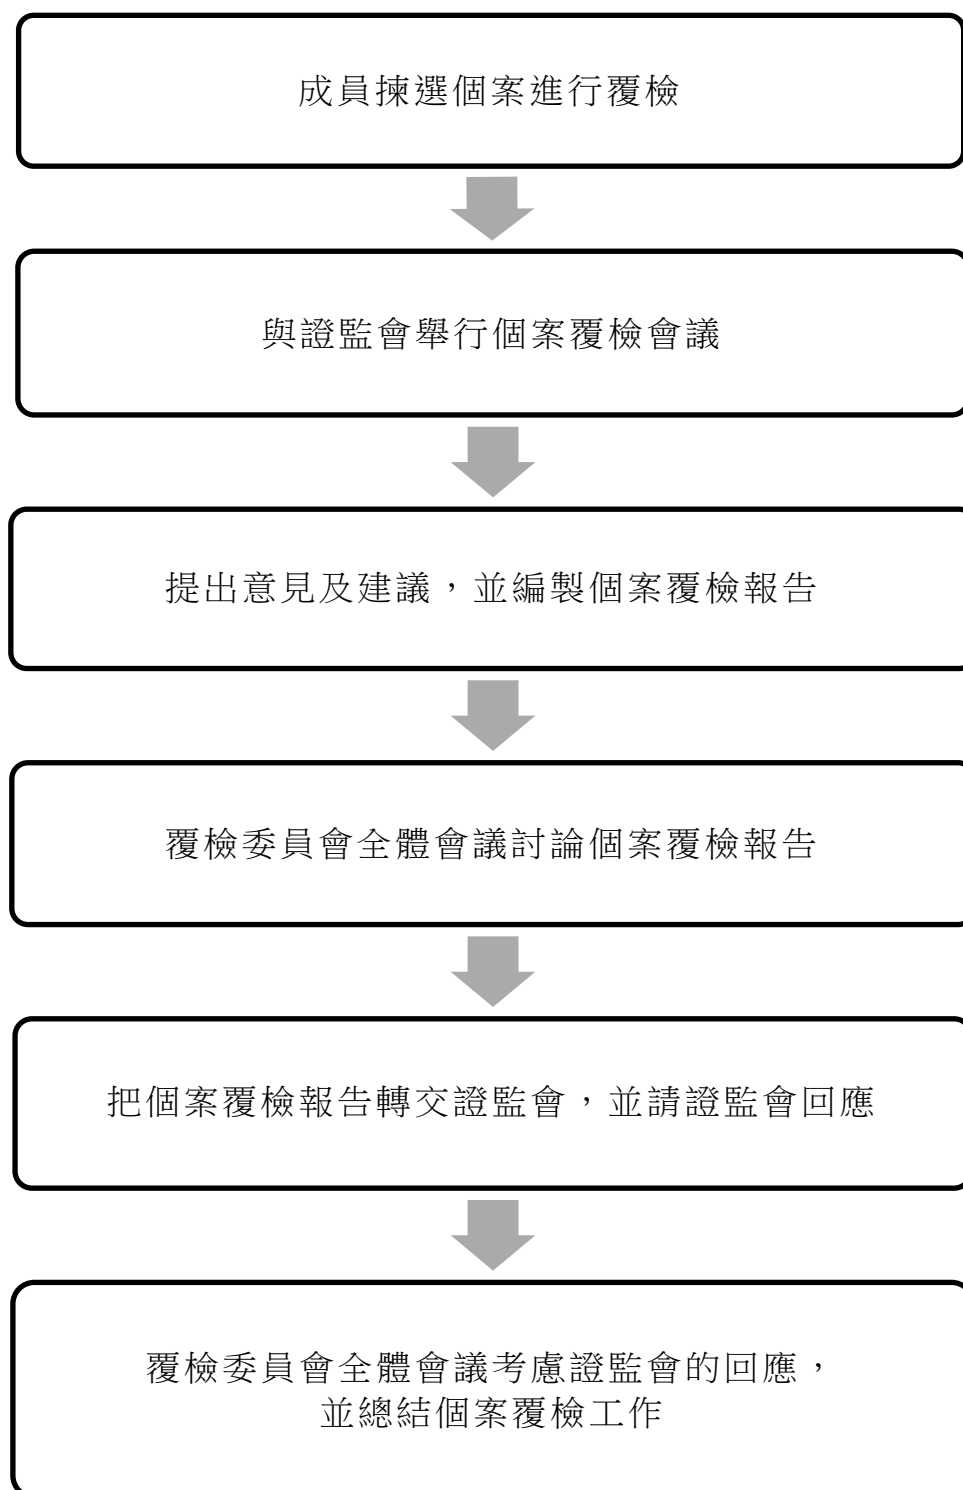 成員揀選個案進行覆檢
與證監會舉行個案覆檢會議
提出意見及建議，並編製個案覆檢報告
覆檢委員會全體會議討論個案覆檢報告
把個案覆檢報告轉交證監會，並請證監會回應
覆檢委員會全體會議考慮證監會的回應，
並總結個案覆檢工作